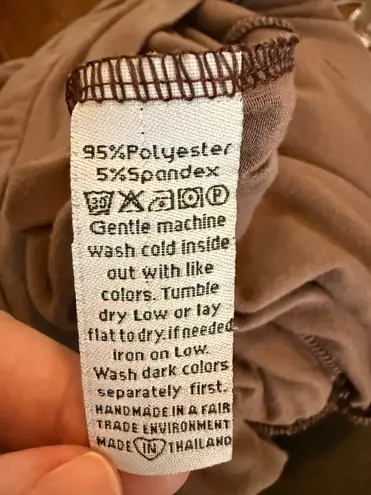 95%Polyester
5%Spandex
30 P
Gentle machine
wash cold inside
out with like
colors. Tumble
dry Low or lay
flat to dry.if needed
iron on Low.
Wash dark colors
separately first.
HANDMADE IN A FAIR
TRADE ENVIRONMENT
MADE IN THAILAND